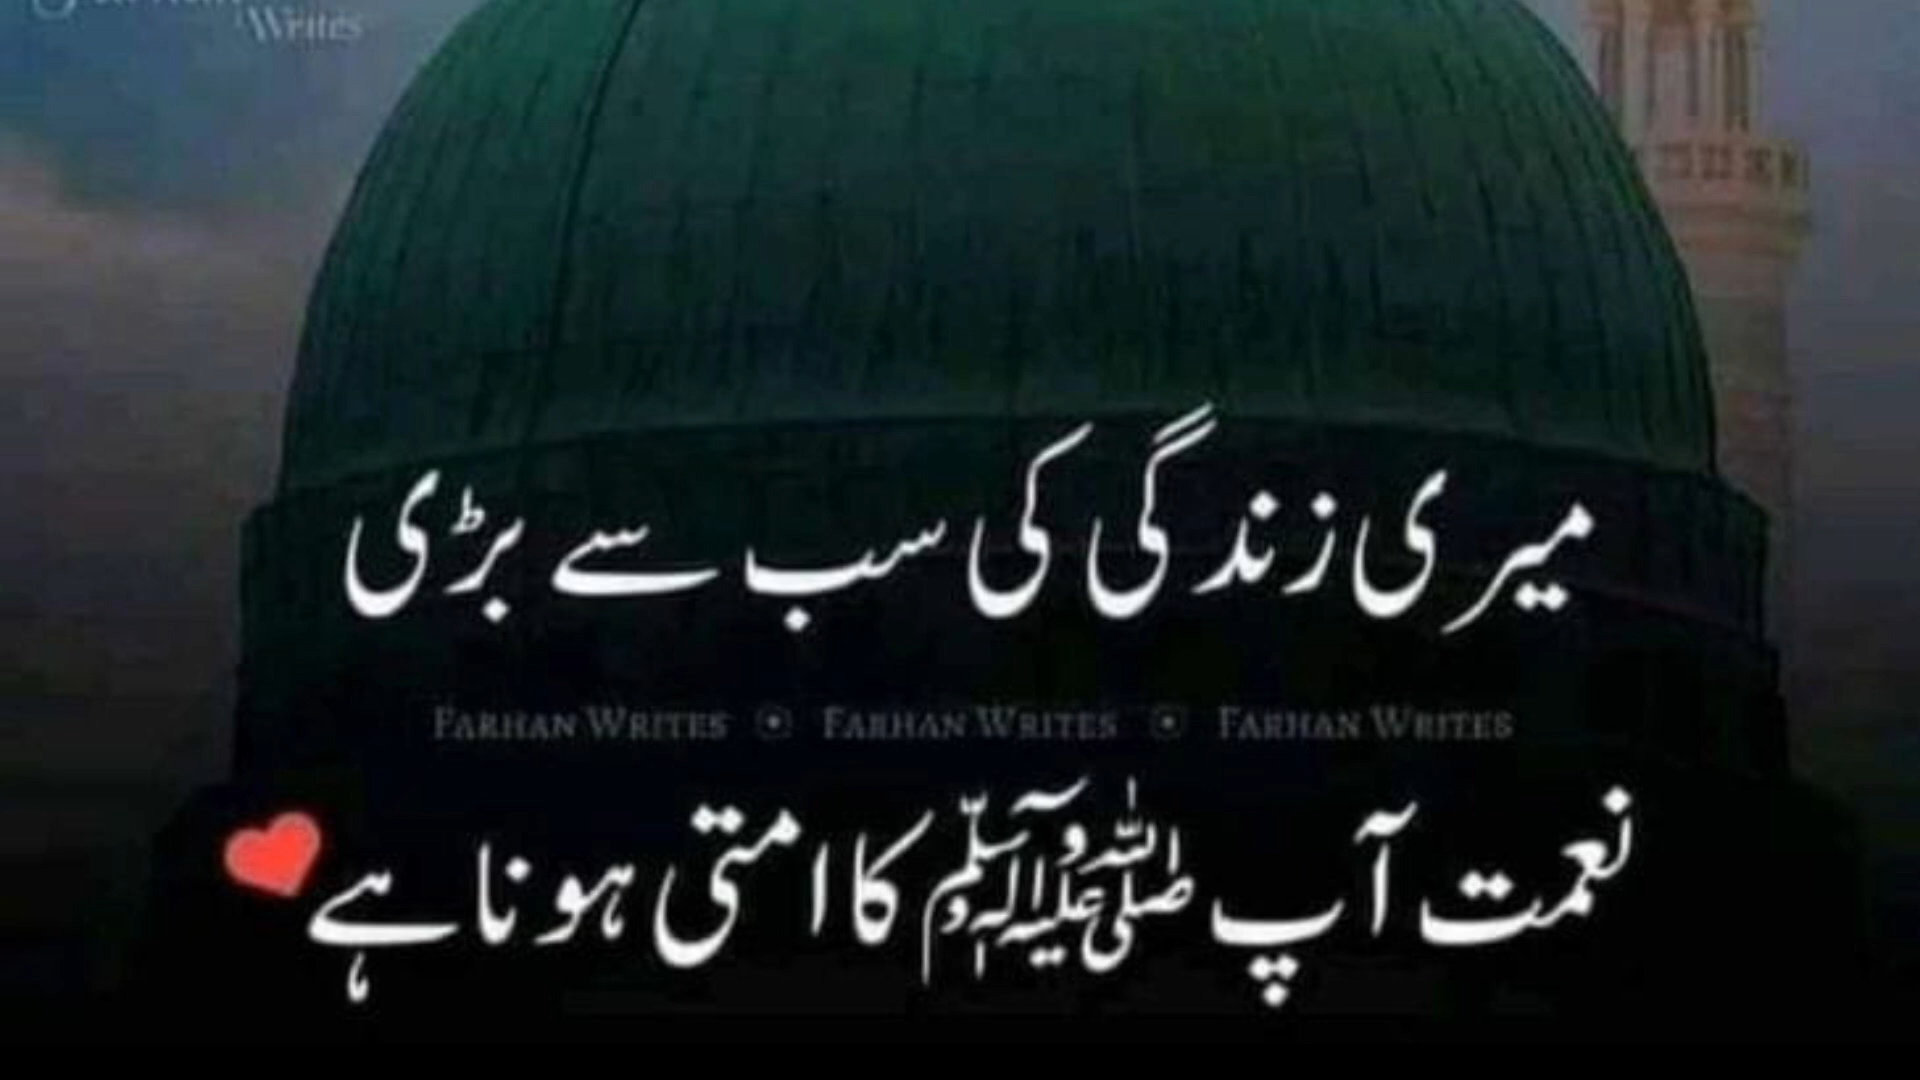 Writes
میری زندگی کی سب سے بڑی
FARHAN WRITES ☉ FARHAN WRITES ☉ FARHAN WRITES
نعمت آپ صلی اللہ علیہ وآلہ وسلم کا امتی ہونا ہے❤️